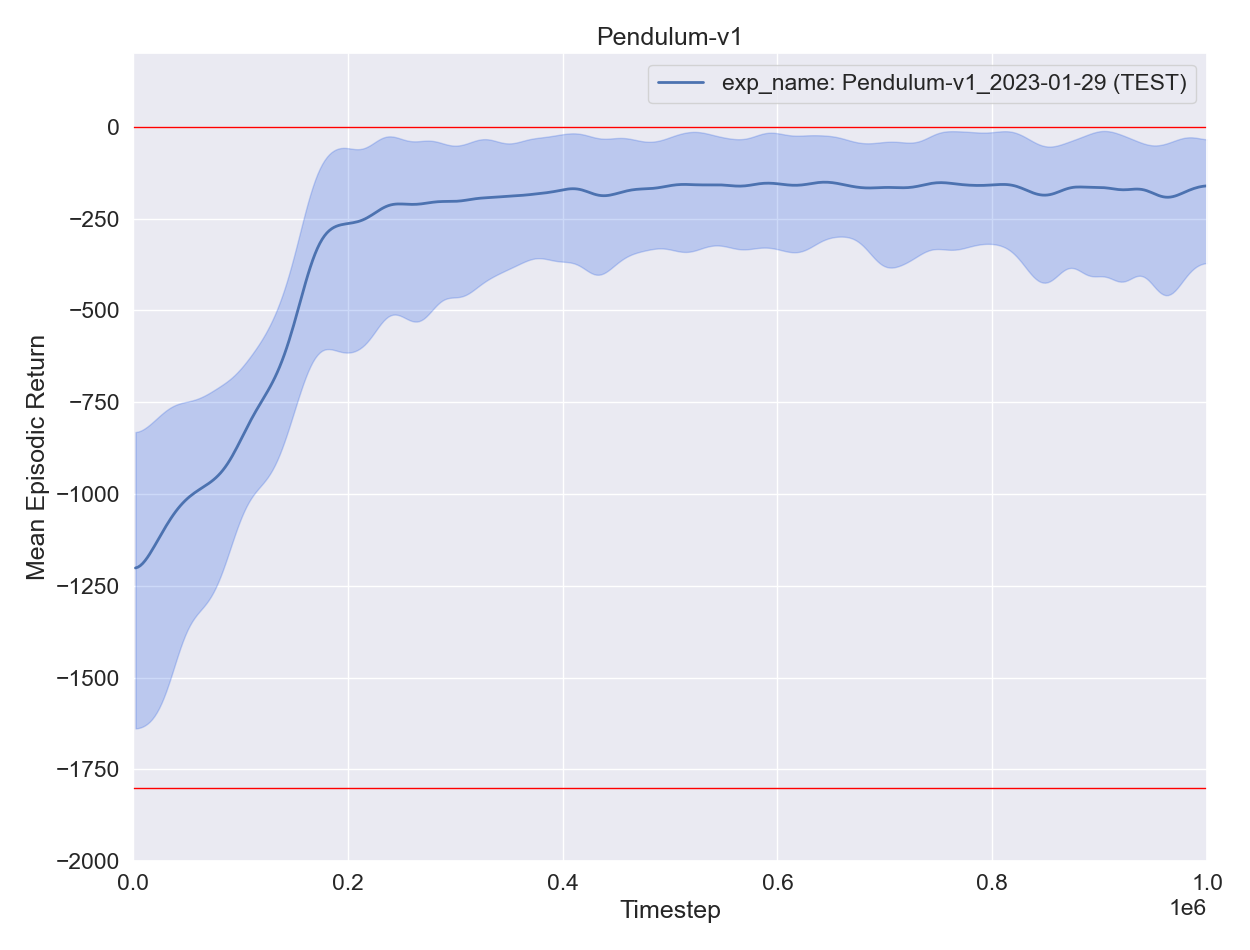 Pendulum-v1
exp_name: Pendulum-v1_2023-01-29 (TEST)
Mean Episodic Return
0
−250
−500
−750
−1000
−1250
−1500
−1750
−2000
0.0 0.2 0.4 0.6 0.8 1.0
Timestep
1e6